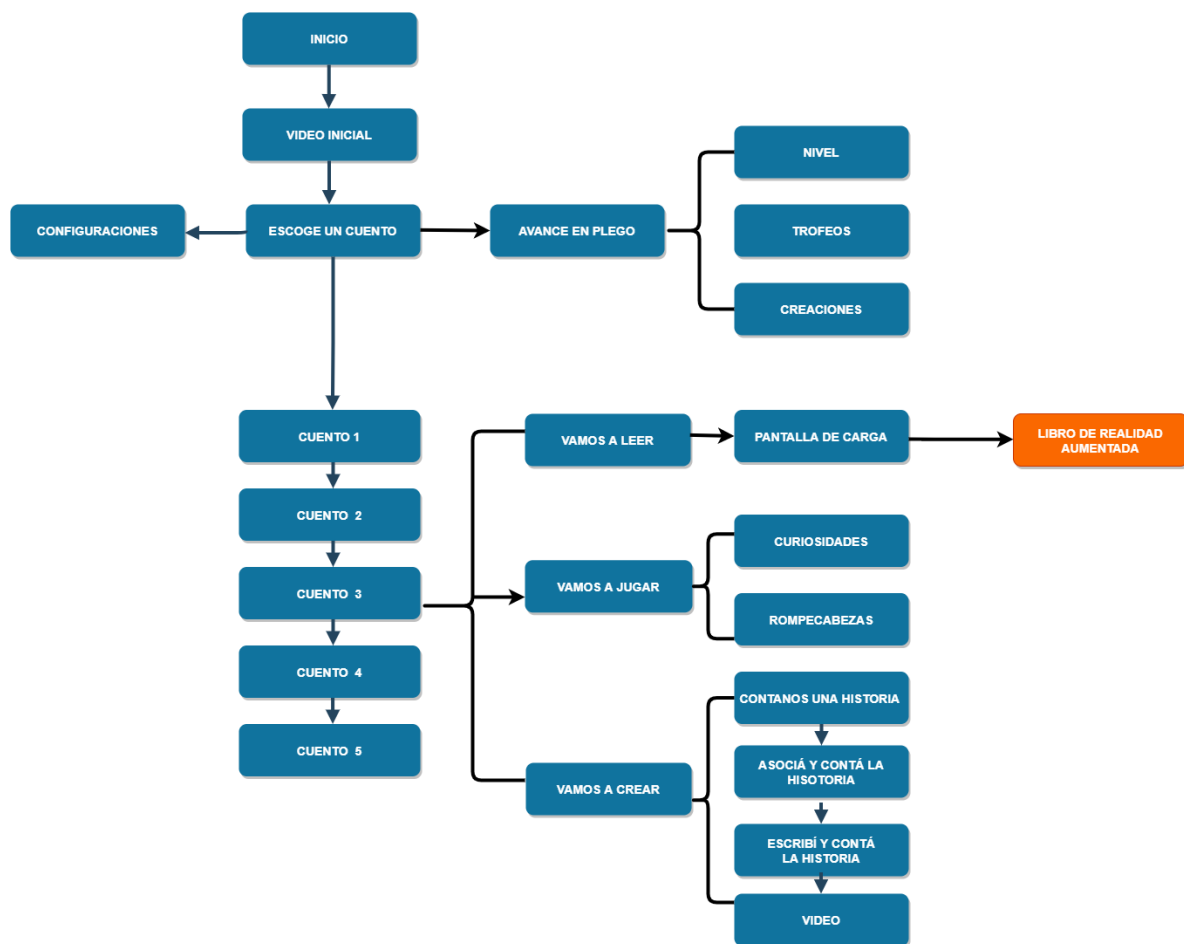 INICIO
VIDEO INICIAL
NIVEL
CONFIGURACIONES
ESCOGE UN CUENTO
AVANCE EN PLEGO
TROFEOS
CREACIONES
CUENTO 1
VAMOS A LEER
PANTALLA DE CARGA
LIBRO DE REALIDAD
AUMENTADA
CUENTO 2
CURIOSIDADES
CUENTO 3
VAMOS A JUGAR
ROMPECABEZAS
CUENTO 4
CONTANOS UNA HISTORIA
CUENTO 5
ASOCIÁ Y CONTÁ LA
HISOTORIA
VAMOS A CREAR
ESCRIBÍ Y CONTÁ
LA HISTORIA
VIDEO